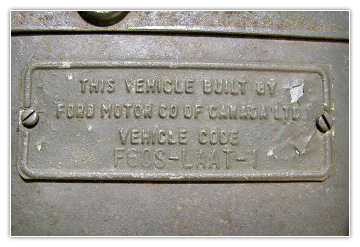 THIS VEHICLE BUILT BY
FORD MOTOR CO OF CANADA LTD
VEHICLE CODE
F60S-LAAT-1